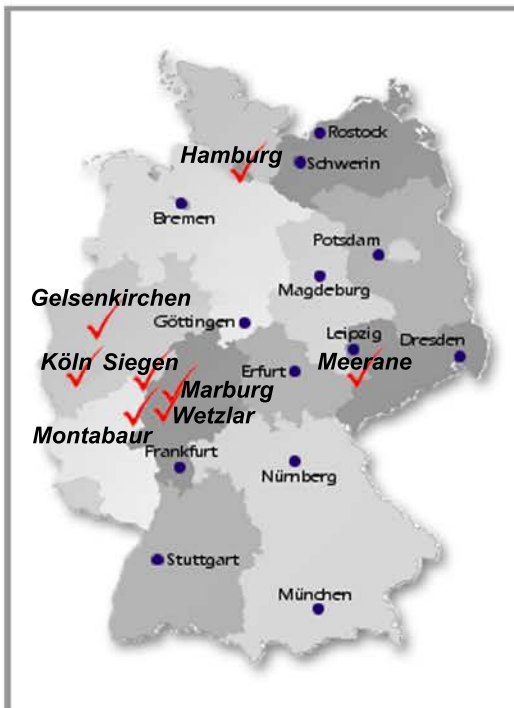 Rostock
Hamburg
Schwerin
Bremen
Potsdam
Magdeburg
Gelsenkirchen
Göttingen
Leipzig
Dresden
Köln Siegen
Erfurt
Meerane
Marburg
Wetzlar
Montabaur
Frankfurt
Nürnberg
Stuttgart
München